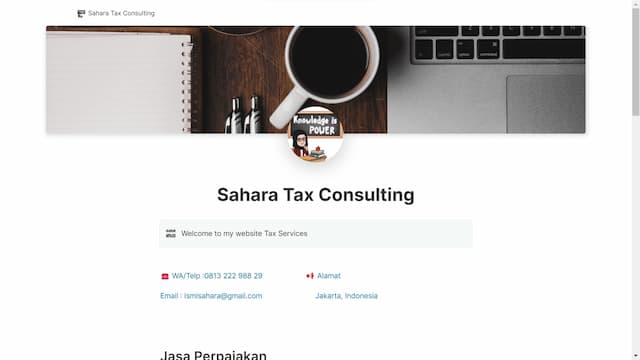 Sahara Tax Consulting
Knowledge is
POWER
Sahara Tax Consulting
Welcome to my website Tax Services
WA/Telp :0813 222 988 29
Alamat
Email : ismisahara@gmail.com
Jakarta, Indonesia
Jasa Perpajakan